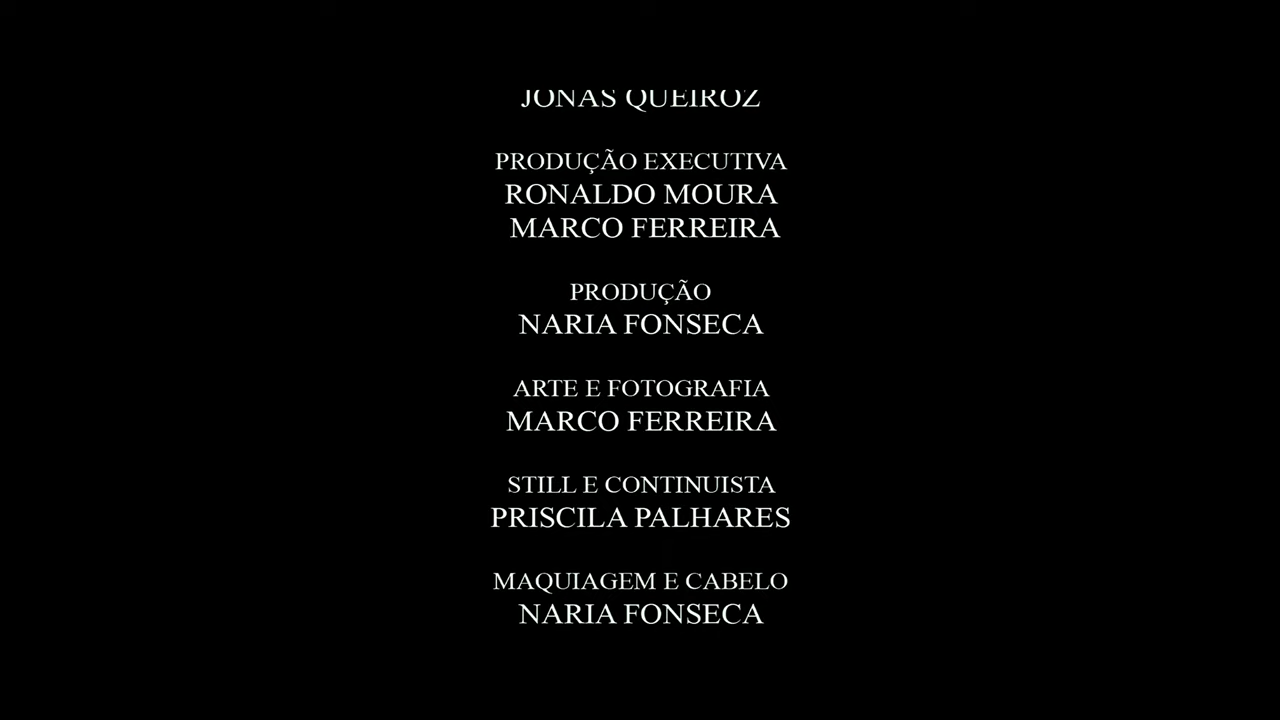 JONAS QUEIROZ
PRODUÇÃO EXECUTIVA
RONALDO MOURA
MARCO FERREIRA
PRODUÇÃO
NARIA FONSECA
ARTE E FOTOGRAFIA
MARCO FERREIRA
STILL E CONTINUISTA
PRISCILA PALHARES
MAQUIAGEM E CABELO
NARIA FONSECA